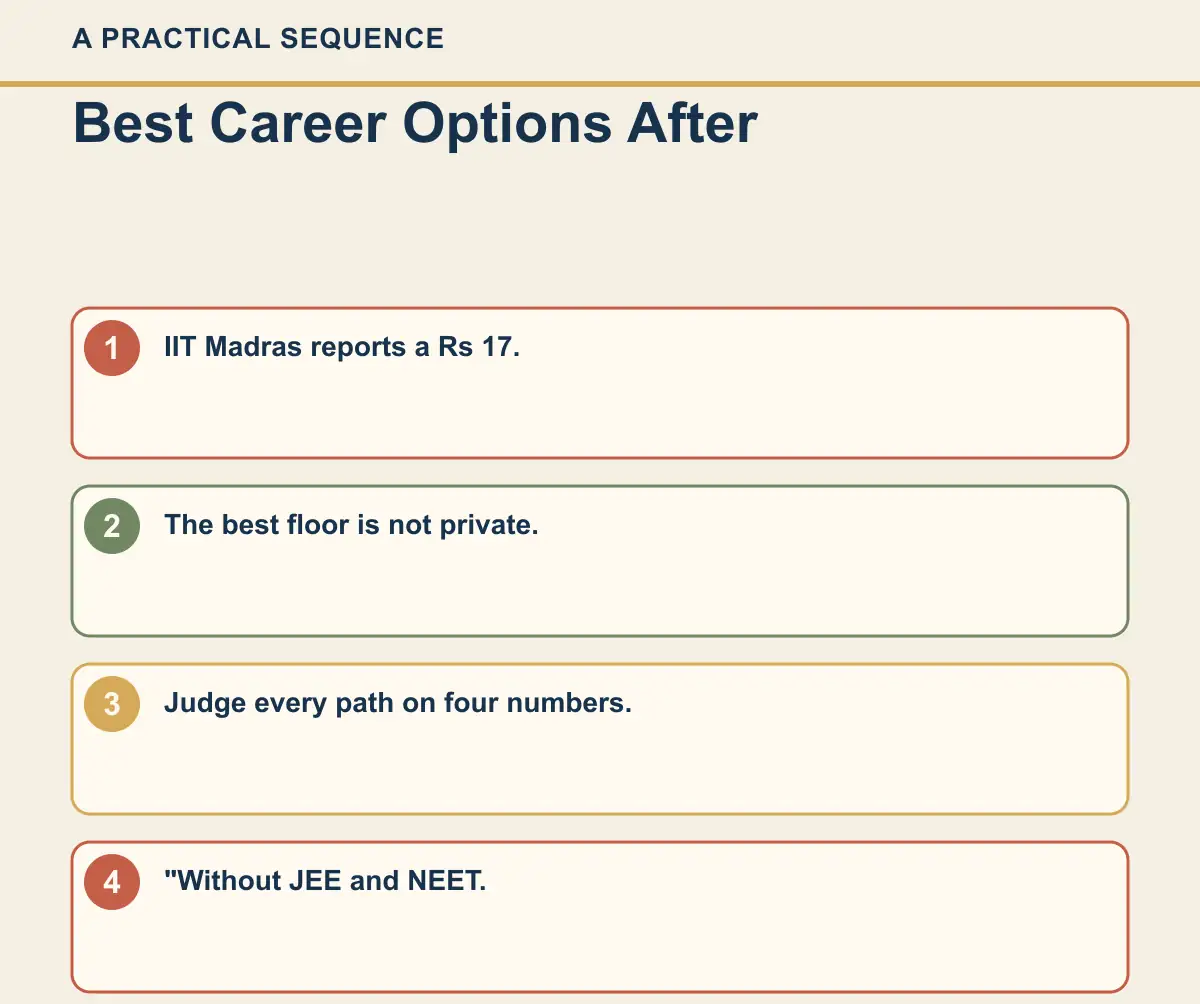 A PRACTICAL SEQUENCE
Best Career Options After
1
IIT Madras reports a Rs 17.
2
The best floor is not private.
3
Judge every path on four numbers.
4
"Without JEE and NEET.